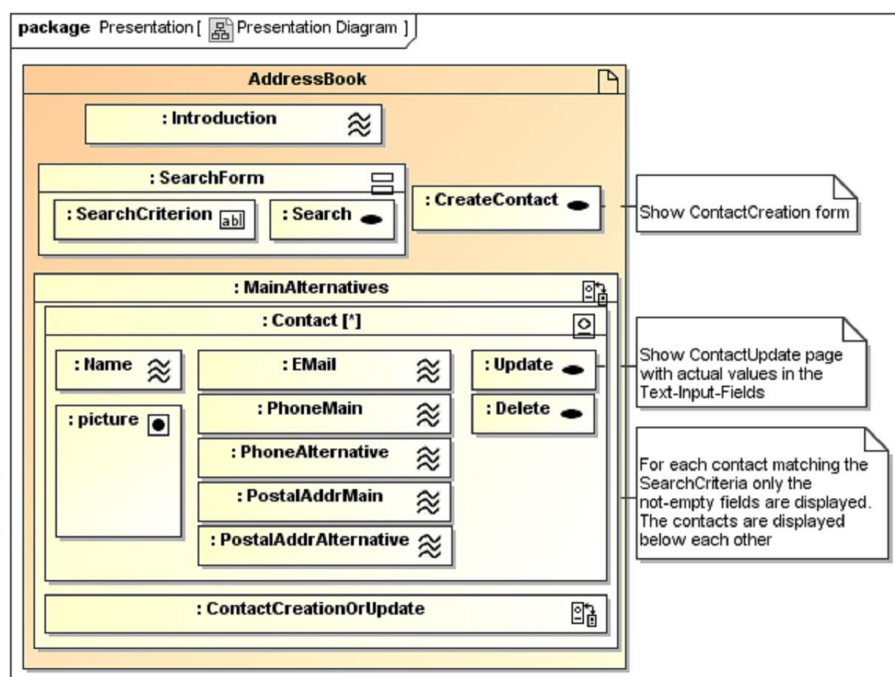 package Presentation [ Presentation Diagram ]
AddressBook
: Introduction
: SearchForm
: SearchCriterion
ab|
: Search
: CreateContact
Show ContactCreation form
: MainAlternatives
: Contact [*]
: Name
: EMail
: Update
Show ContactUpdate page
with actual values in the
Text-Input-Fields
: picture
: PhoneMain
: Delete
: PhoneAlternative
: PostalAddrMain
: PostalAddrAlternative
For each contact matching the
SearchCriteria only the
not-empty fields are displayed.
The contacts are displayed
below each other
: ContactCreationOrUpdate